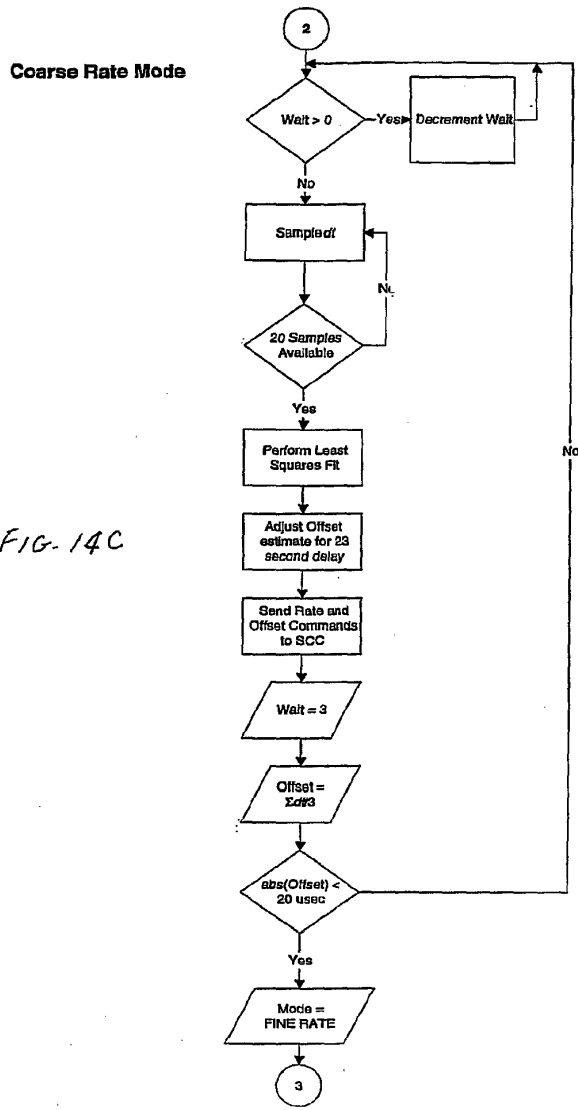 2
Coarse Rate Mode
Wait > 0
Yes
Decrement Wait
No
Sample dt
No
20 Samples
Available
Yes
Perform Least
Squares Fit
No
Adjust Offset
estimate for 23
second delay
FIG. 14C
Send Rate and
Offset Commands
to SCC
Wait = 3
Offset =
Σdt/3
abs(Offset) <
20 usec
Yes
Mode =
FINE RATE
3